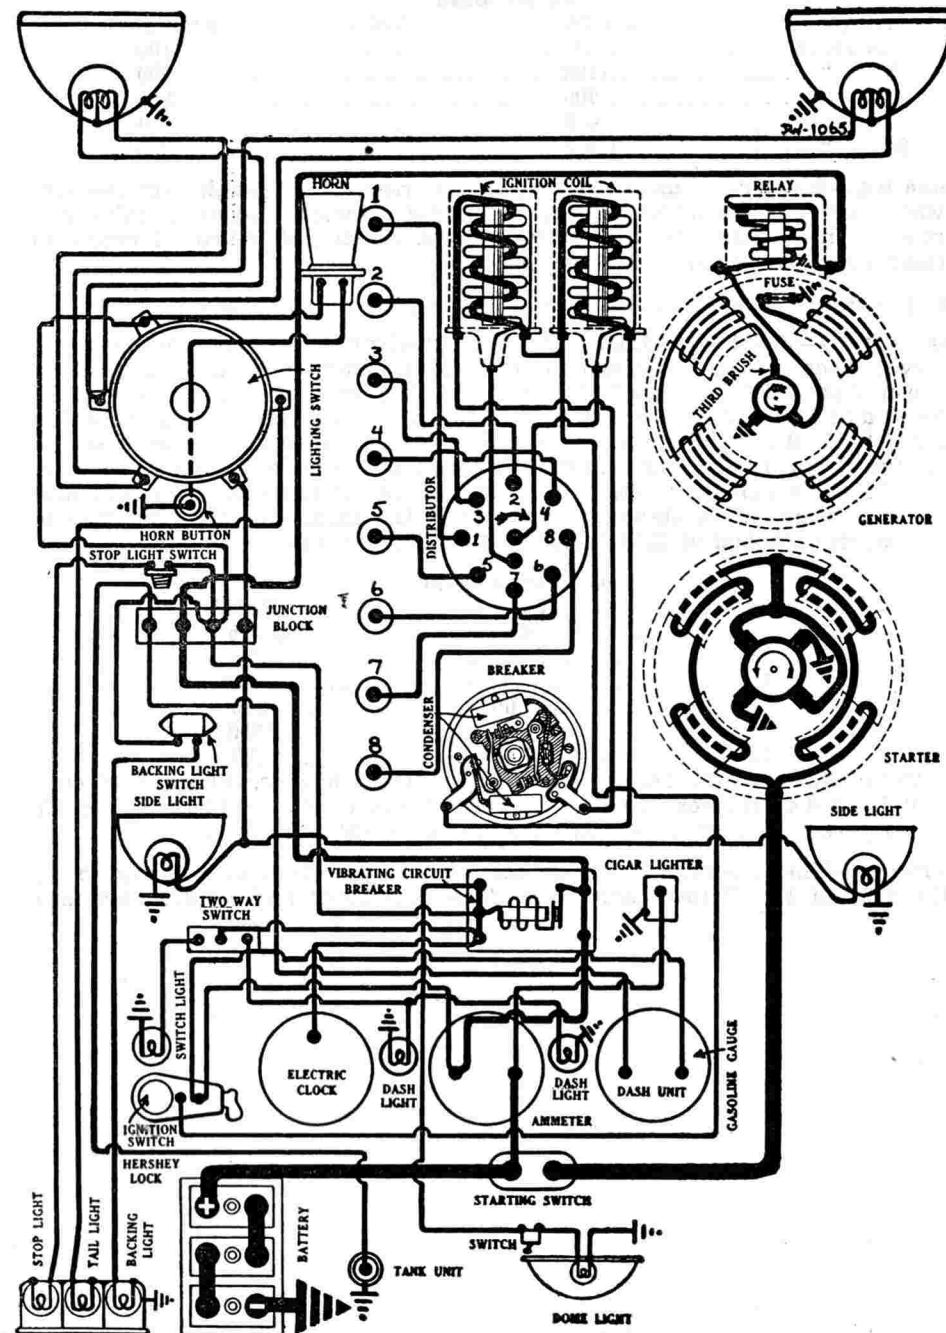 JW-1065
HORN
IGNITION COIL
RELAY
1
FUSE
2
3
THIRD BRUSH
LIGHTING SWITCH
4
DISTRIBUTOR
2
3
4
1
8
5
6
7
GENERATOR
5
HORN BUTTON
STOP LIGHT SWITCH
6
JUNCTION
BLOCK
7
BREAKER
CONDENSER
8
STARTER
BACKING LIGHT
SWITCH
SIDE LIGHT
SIDE LIGHT
VIBRATING CIRCUIT
BREAKER
CIGAR LIGHTER
TWO WAY
SWITCH
SWITCH LIGHT
ELECTRIC
CLOCK
DASH
LIGHT
AMMETER
DASH
LIGHT
DASH UNIT
GASOLINE GAUGE
IGNITION
SWITCH
HERSHEY
LOCK
STARTING SWITCH
STOP LIGHT
TAIL LIGHT
BACKING
LIGHT
+
BATTERY
SWITCH
TANK UNIT
DOME LIGHT